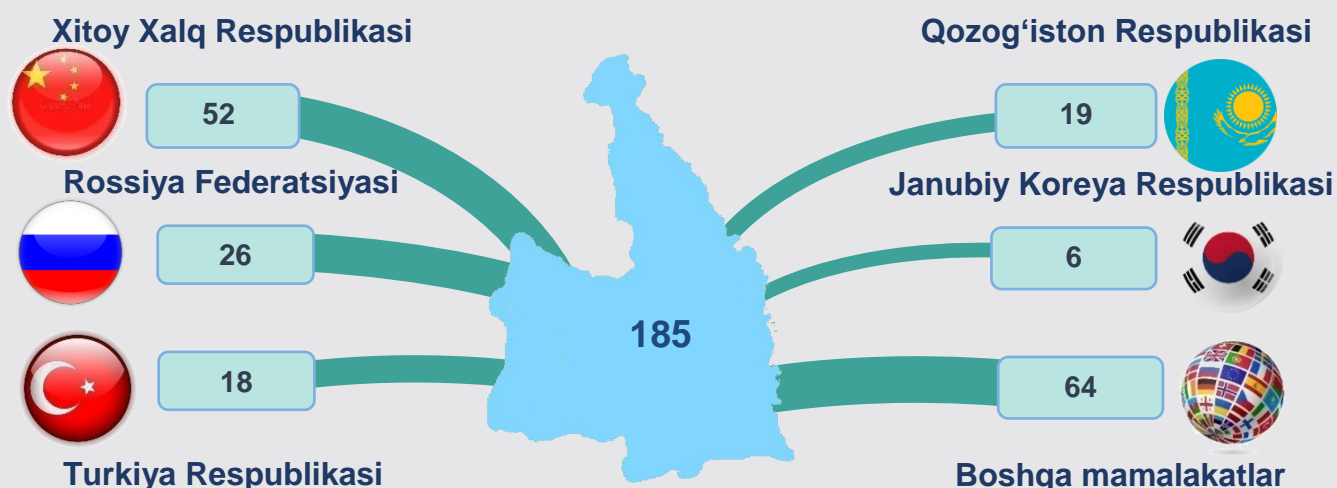 Xitoy Xalq Respublikasi
52
Rossiya Federatsiyasi
26
18
Turkiya Respublikasi
185
Qozog‘iston Respublikasi
19
Janubiy Koreya Respublikasi
6
64
Boshqa mamalakatlar